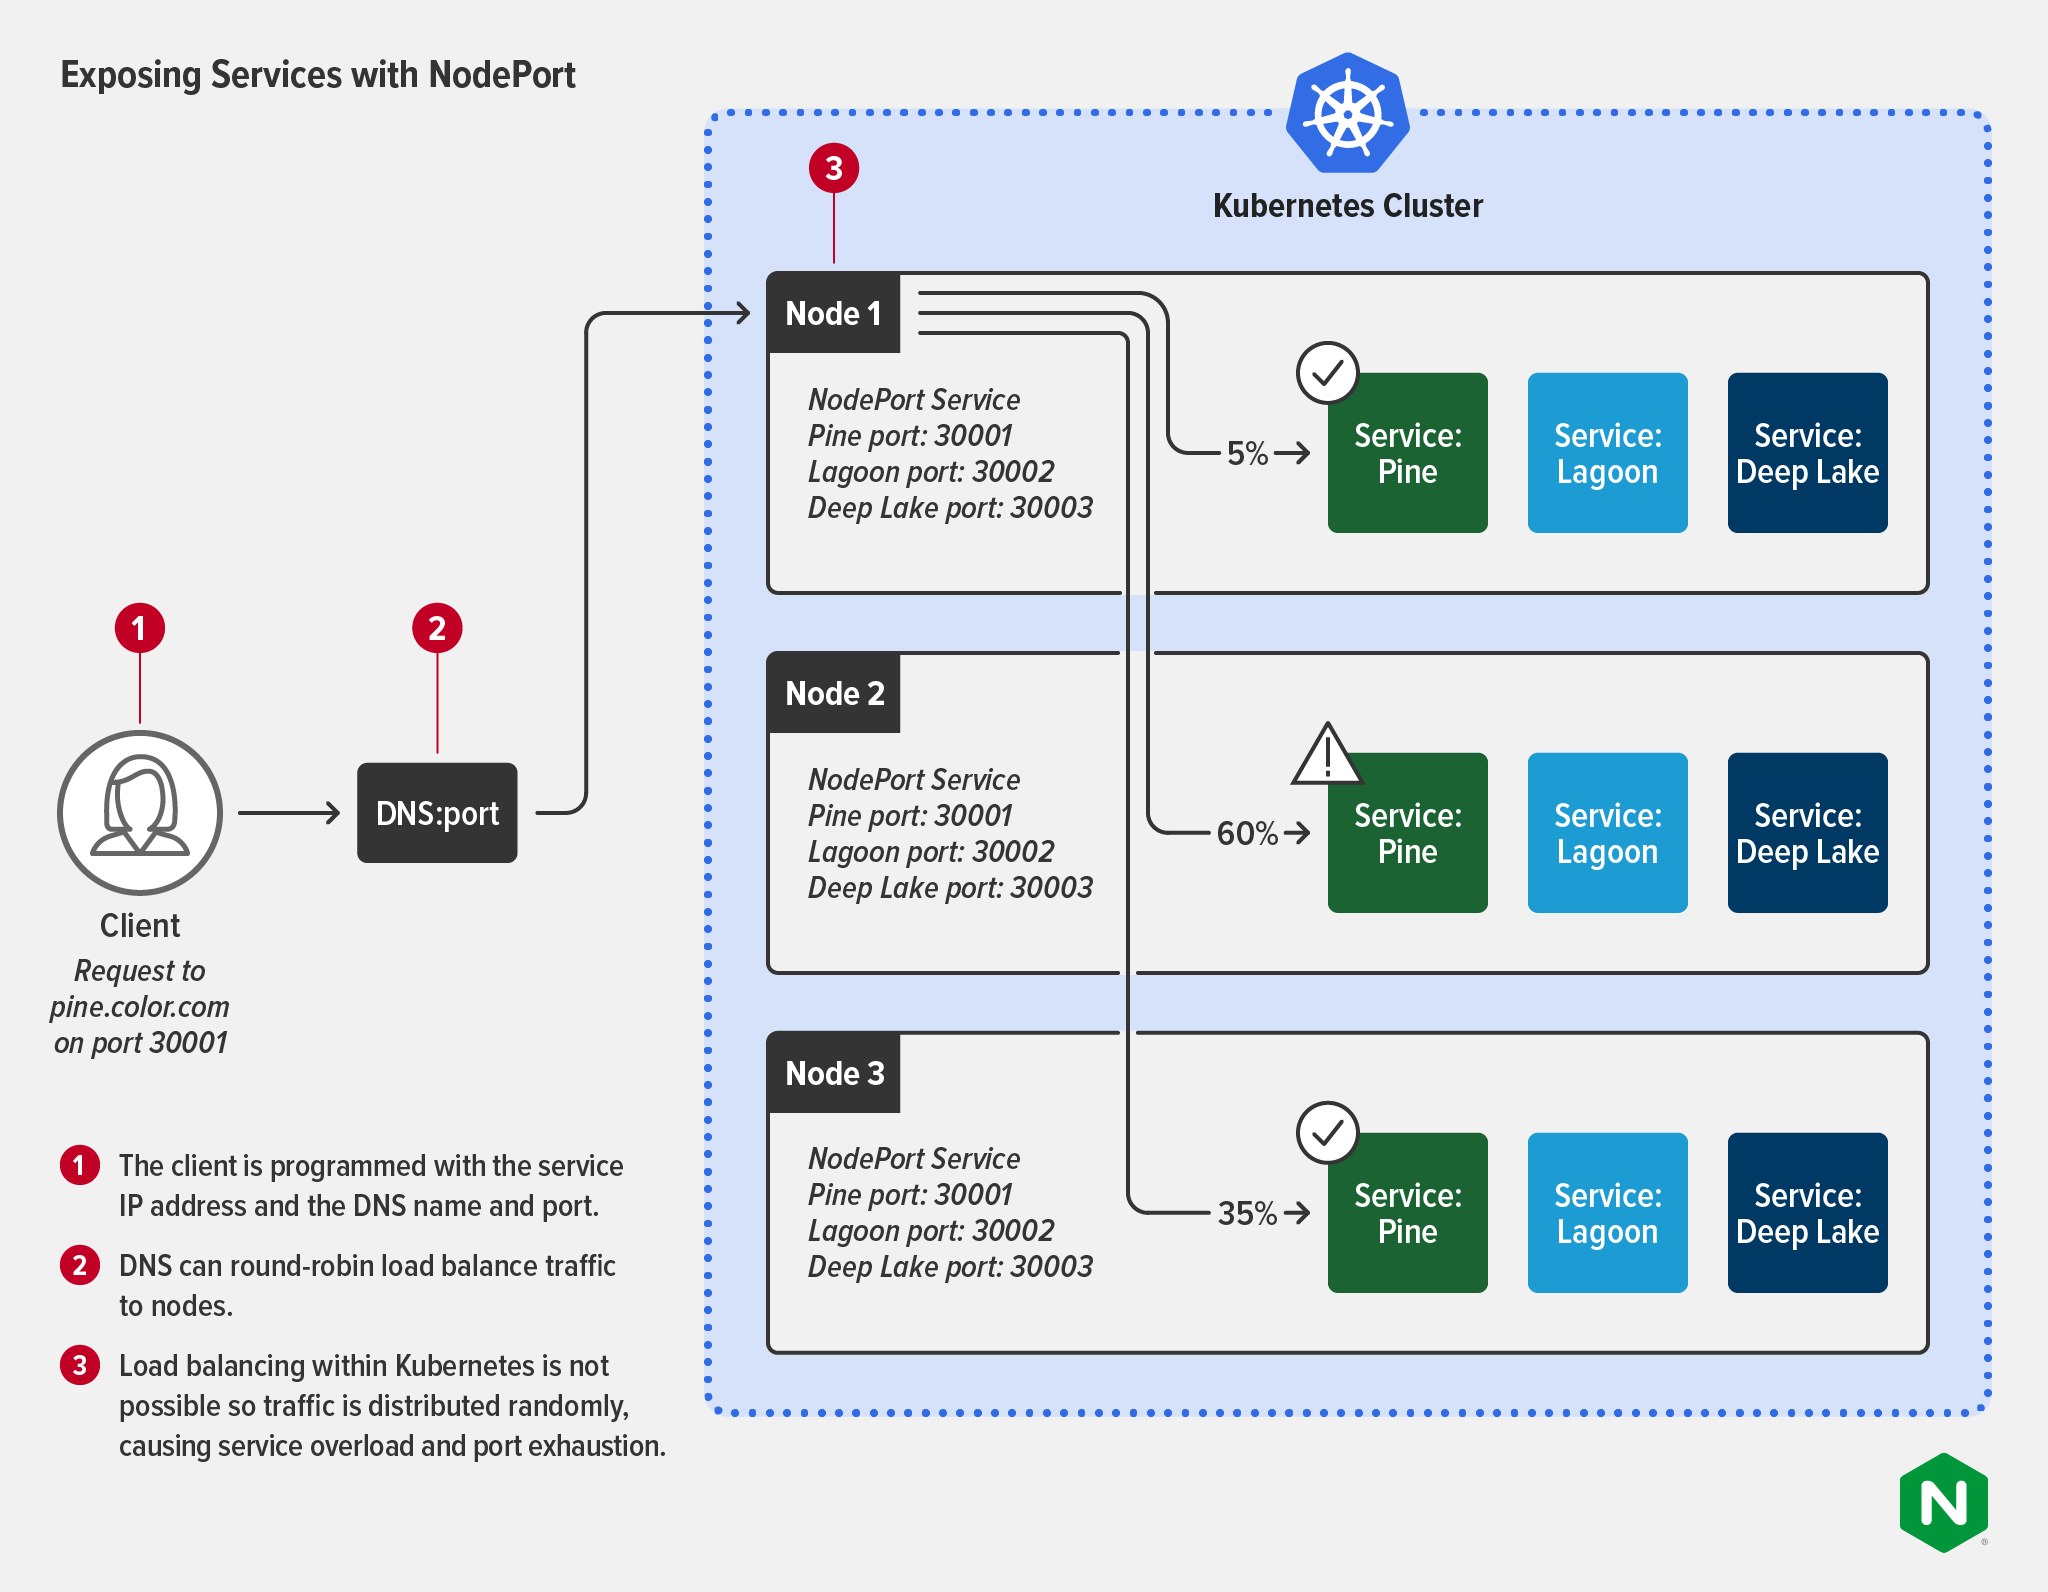 Exposing Services with NodePort
3
Kubernetes Cluster
Node 1
NodePort Service
Pine port: 30001
Lagoon port: 30002
Deep Lake port: 30003
5%
Service:
Pine
Service:
Lagoon
Service:
Deep Lake
1
2
Node 2
NodePort Service
Pine port: 30001
Lagoon port: 30002
Deep Lake port: 30003
60%
Service:
Pine
Service:
Lagoon
Service:
Deep Lake
DNS:port
Client
Request to
pine.color.com
on port 30001
Node 3
NodePort Service
Pine port: 30001
Lagoon port: 30002
Deep Lake port: 30003
35%
Service:
Pine
Service:
Lagoon
Service:
Deep Lake
1 The client is programmed with the service
IP address and the DNS name and port.
2 DNS can round-robin load balance traffic
to nodes.
3 Load balancing within Kubernetes is not
possible so traffic is distributed randomly,
causing service overload and port exhaustion.
N
®